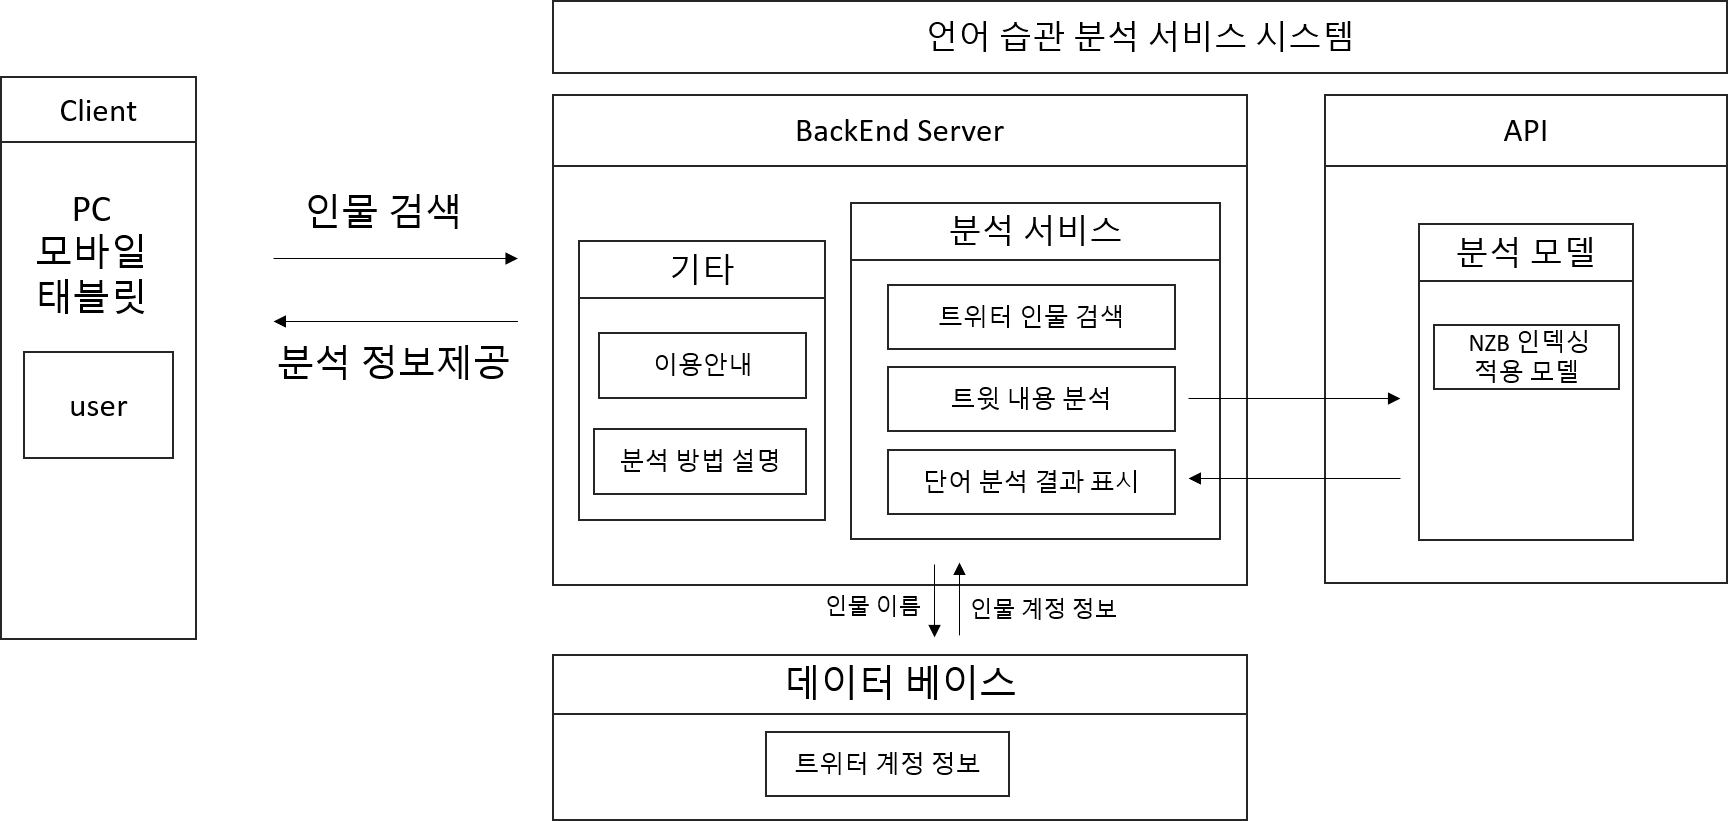 언어 습관 분석 서비스 시스템
Client
PC
모바일
태블릿
user
인물 검색
분석 정보제공
BackEnd Server
기타
이용안내
분석 방법 설명
분석 서비스
트위터 인물 검색
트윗 내용 분석
단어 분석 결과 표시
API
분석 모델
NZB 인덱싱
적용 모델
인물 이름
인물 계정 정보
데이터 베이스
트위터 계정 정보